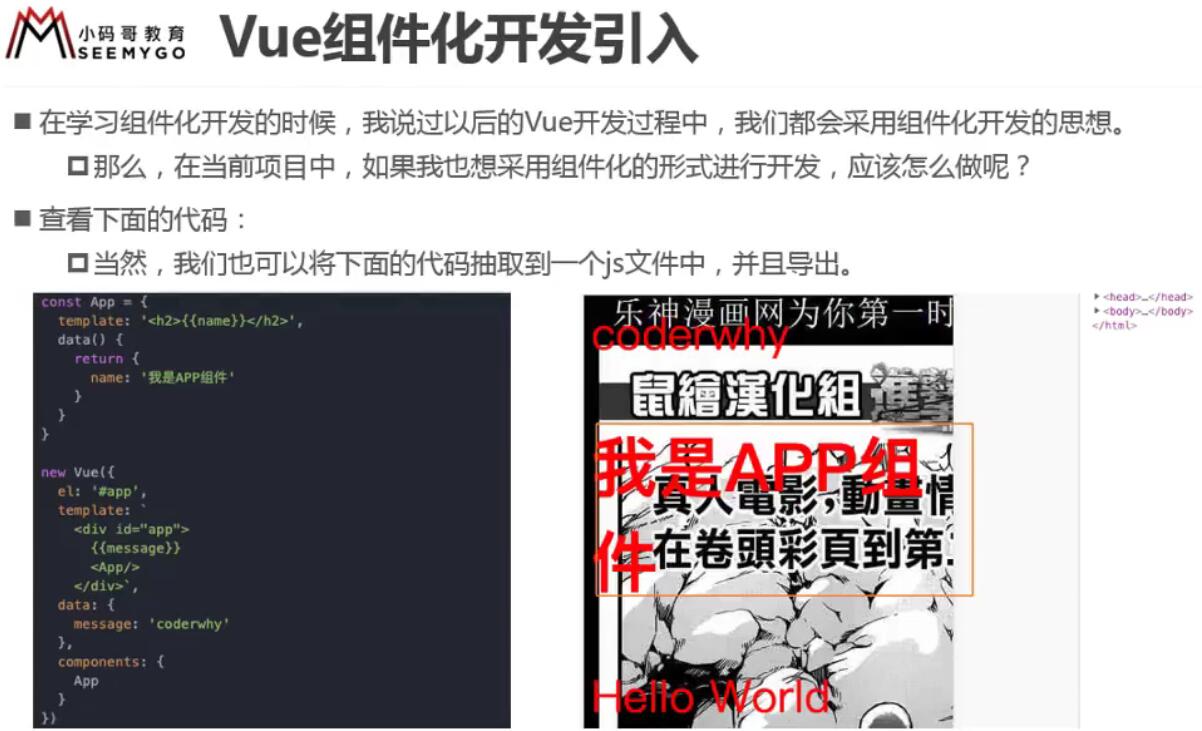 小码哥教育
SEEMYGO
Vue组件化开发引入
在学习组件化开发的时候，我说过以后的Vue开发过程中，我们都会采用组件化开发的思想。
那么，在当前项目中，如果我也想采用组件化的形式进行开发，应该怎么做呢？
查看下面的代码：
当然，我们也可以将下面的代码抽取到一个js文件中，并且导出。
const App = {
  template: '<h2>{{name}}</h2>',
  data() {
    return {
      name: '我是APP组件'
    }
  }
}
new Vue({
  el: '#app',
  template: `
    <div id="app">
      {{message}}
      <App/>
    </div>`,
  data: {
    message: 'coderwhy'
  },
  components: {
    App
  }
})
乐神漫画网为你第一时
coderwhy
鼠繪漢化組 進擊
我是APP组
件
真人電影,動畫情
在卷頭彩頁到第
Hello World
<head>…</head>
<body>…</body>
</html>